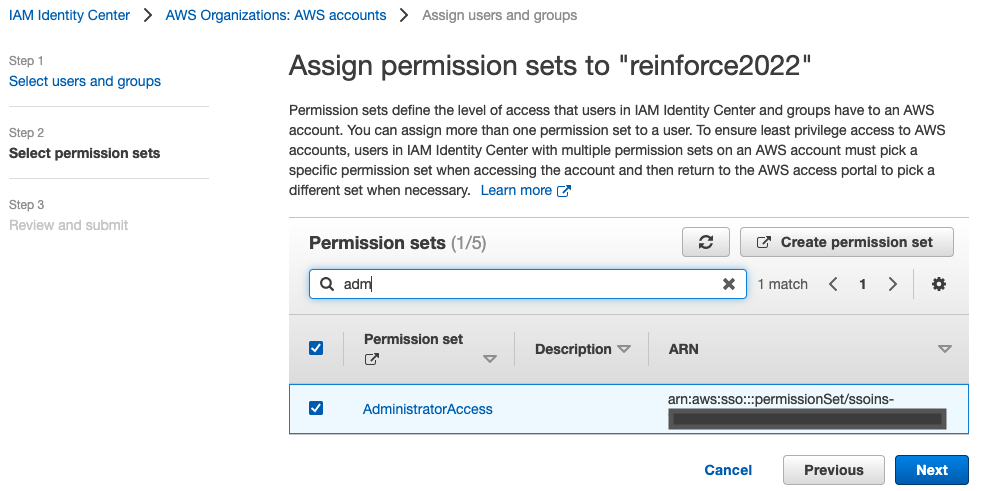 IAM Identity Center > AWS Organizations: AWS accounts > Assign users and groups
Step 1
Select users and groups
Step 2
Select permission sets
Step 3
Review and submit
Assign permission sets to "reinforce2022"
Permission sets define the level of access that users in IAM Identity Center and groups have to an AWS
account. You can assign more than one permission set to a user. To ensure least privilege access to AWS
accounts, users in IAM Identity Center with multiple permission sets on an AWS account must pick a
specific permission set when accessing the account and then return to the AWS access portal to pick a
different set when necessary. Learn more
Permission sets (1/5)
Create permission set
adm
1 match
1
Permission set
Description
ARN
AdministratorAccess
arn:aws:sso:::permissionSet/ssoins-
Cancel
Previous
Next